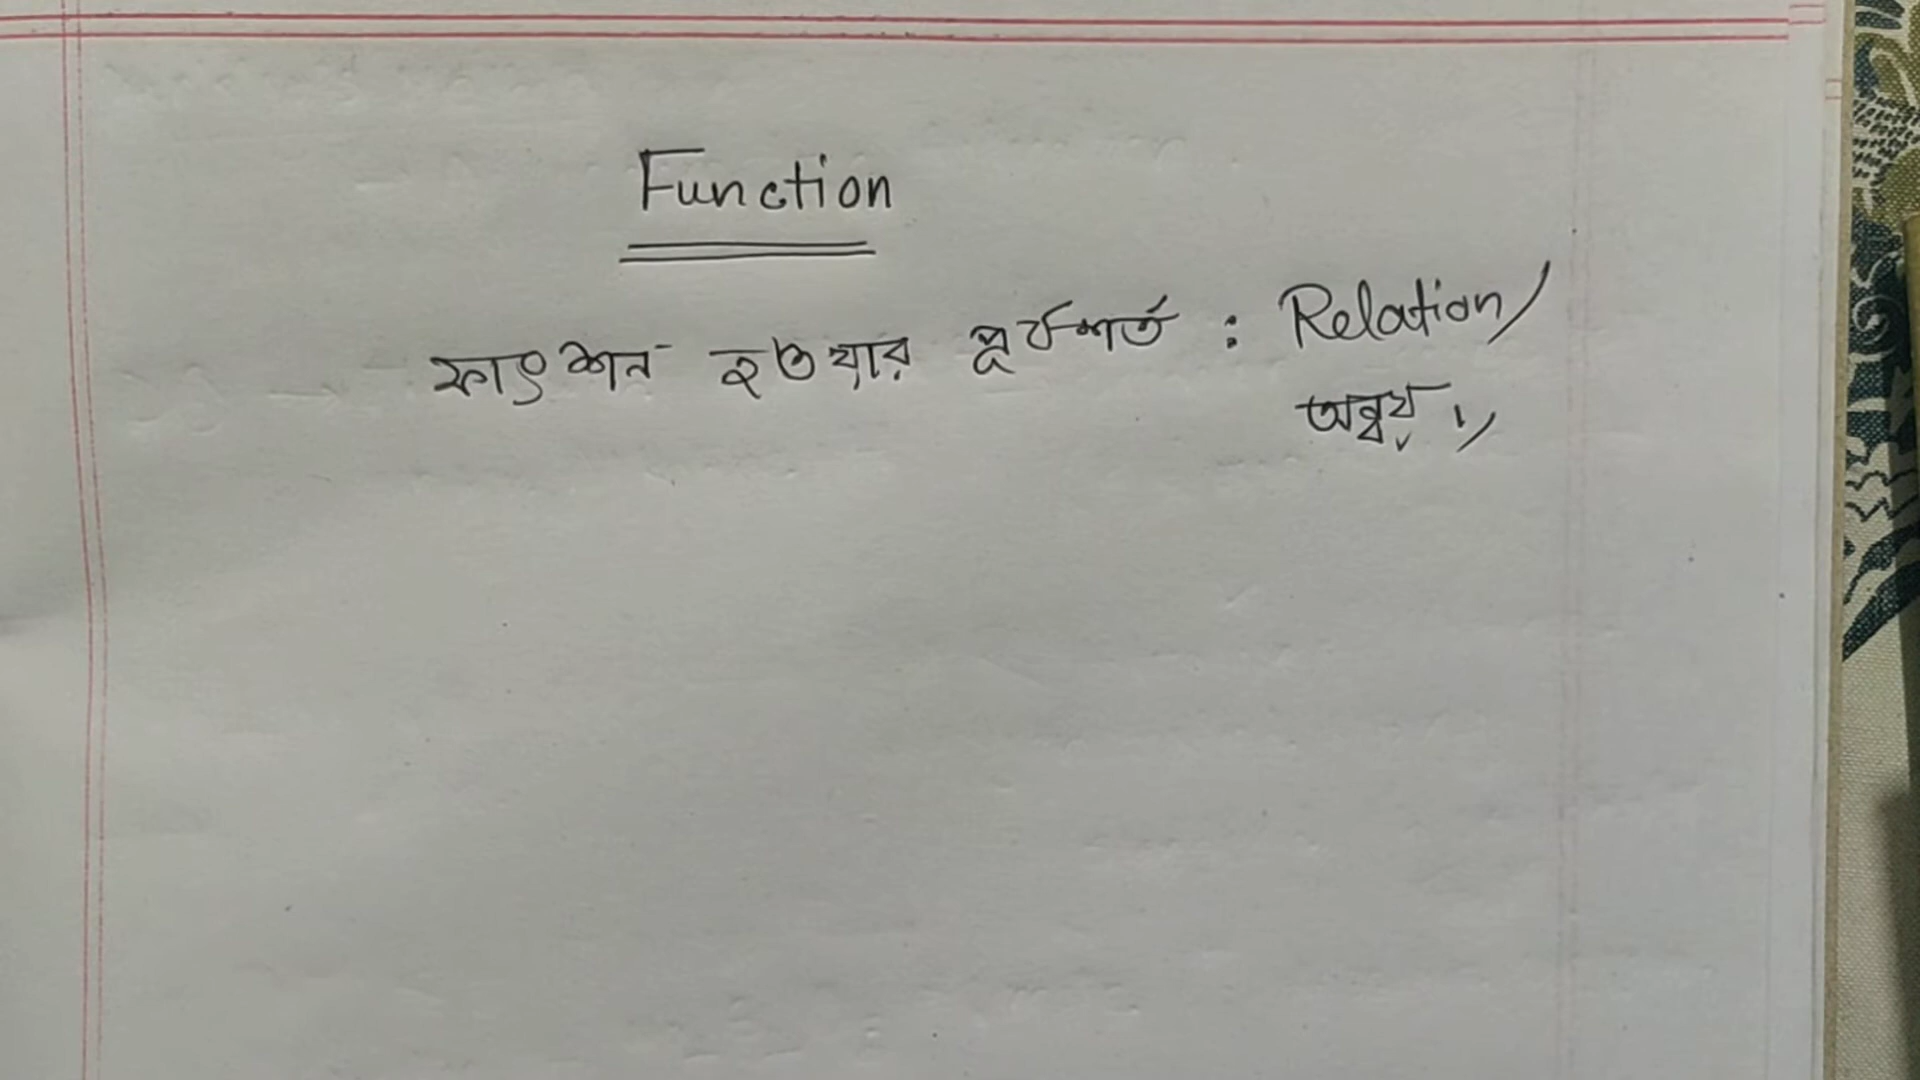 Function
ফাংশন হওয়ার পূর্বশর্ত : Relation/
অন্বয় ।